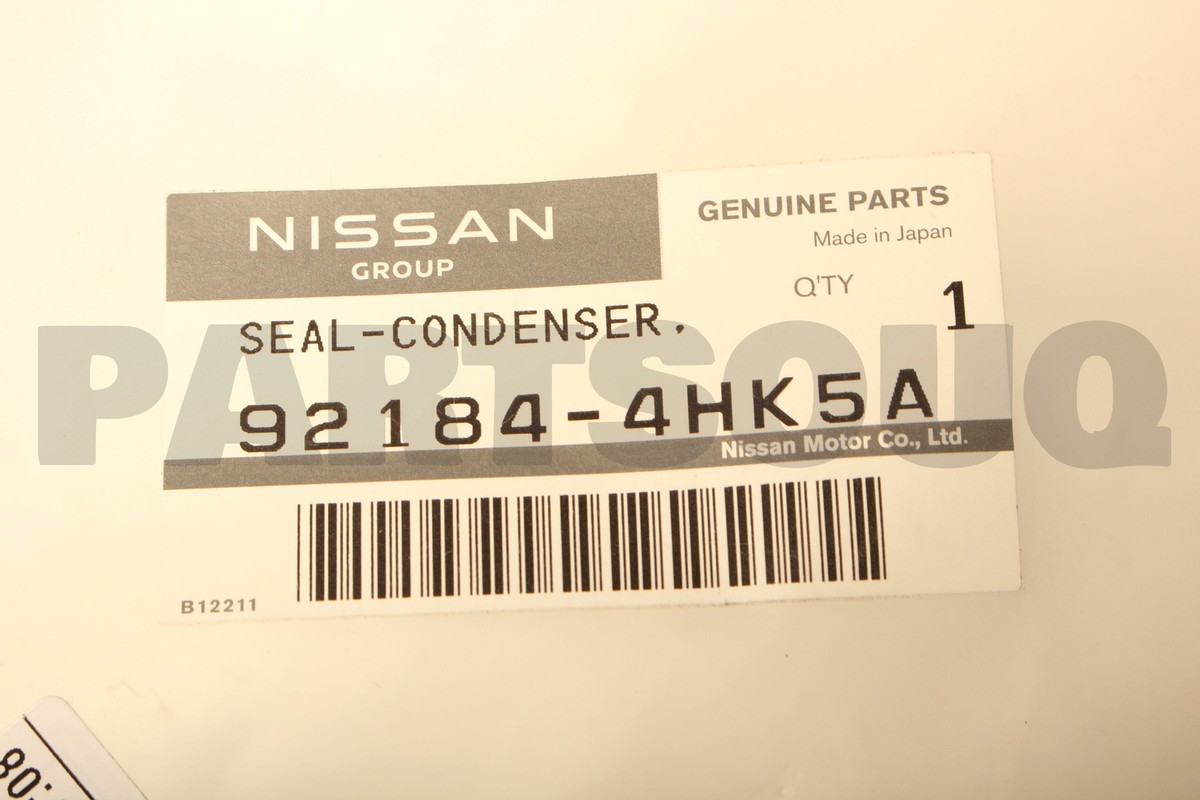 NISSAN
GROUP
GENUINE PARTS
Made in Japan
Q'TY 1
SEAL-CONDENSER.
92184-4HK5A
Nissan Motor Co., Ltd.
B12211
PARTSOUQ